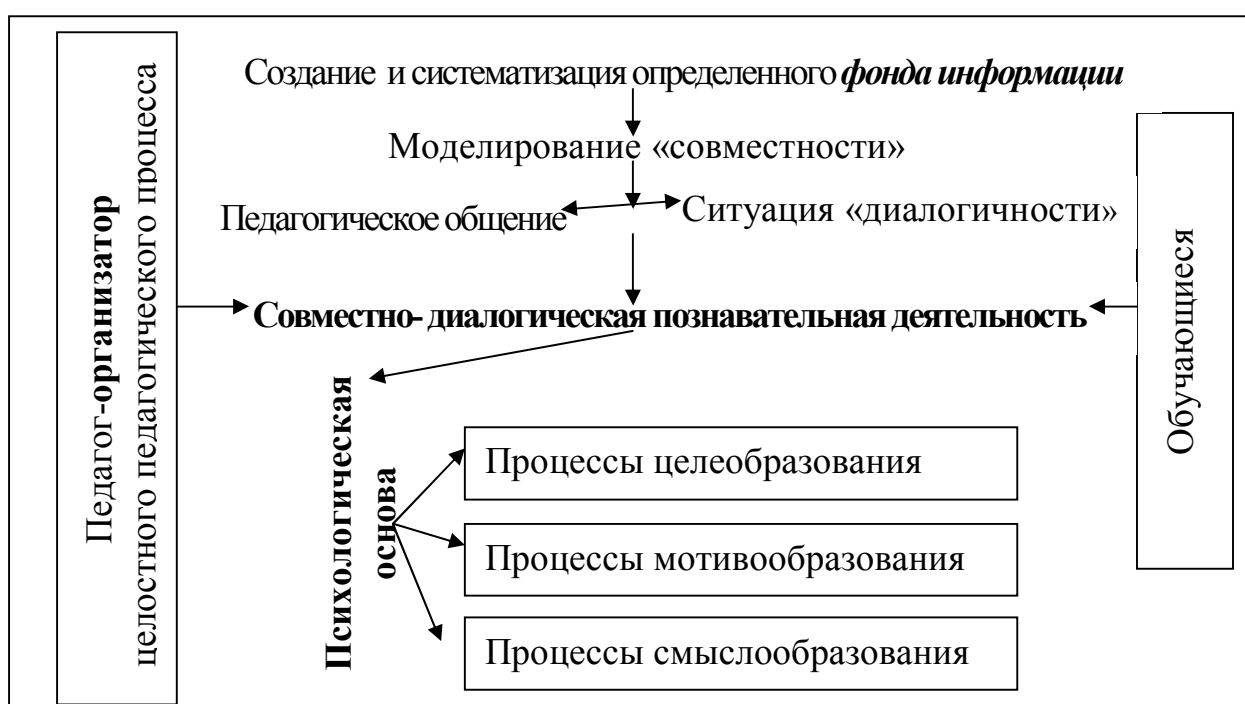 Педагог-организатор
целостного педагогического процесса
Создание и систематизация определенного фонда информации
Моделирование «совместности»
Педагогическое общение
Ситуация «диалогичности»
Совместно- диалогическая познавательная деятельность
Психологическая
основа
Процессы целеобразования
Процессы мотивообразования
Процессы смыслообразования
Обучающиеся